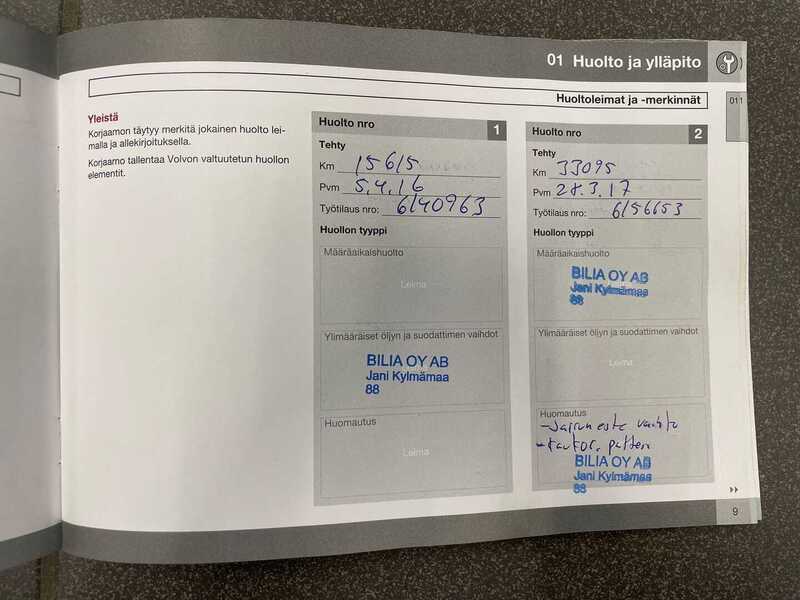 01 Huolto ja ylläpito
Huoltoleimat ja -merkinnät
011
Yleistä
Korjaamon täytyy merkitä jokainen huolto lei-
malla ja allekirjoituksella.
Korjaamo tallentaa Volvon valtuutetun huollon
elementit.
Huolto nro 1
Tehty
Km 15615
Pvm 5.4.16
Työtilaus nro: 6140963
Huollon tyyppi
Määräaikaishuolto
Leima
Ylimääräiset öljyn ja suodattimen vaihdot
BILIA OY AB
Jani Kylmämaa
88
Huomautus
Leima
Huolto nro 2
Tehty
Km 33095
Pvm 28.3.17
Työtilaus nro: 6156653
Huollon tyyppi
Määräaikaishuolto
BILIA OY AB
Jani Kylmämaa
88
Ylimääräiset öljyn ja suodattimen vaihdot
Leima
Huomautus
-Jarruneste vaihto
BILIA OY AB
Jani Kylmämaa
88
9